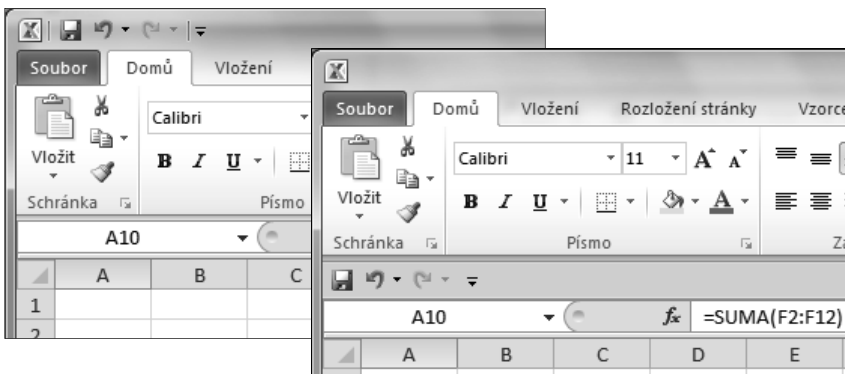 Soubor Domů Vložení
Calibri
Vložit
B I U
Schránka Písmo
A10
A B C
1
2
Soubor Domů Vložení Rozložení stránky Vzorce
Calibri 11 A A
Vložit
B I U A
Schránka Písmo
A10 fx =SUMA(F2:F12)
A B C D E